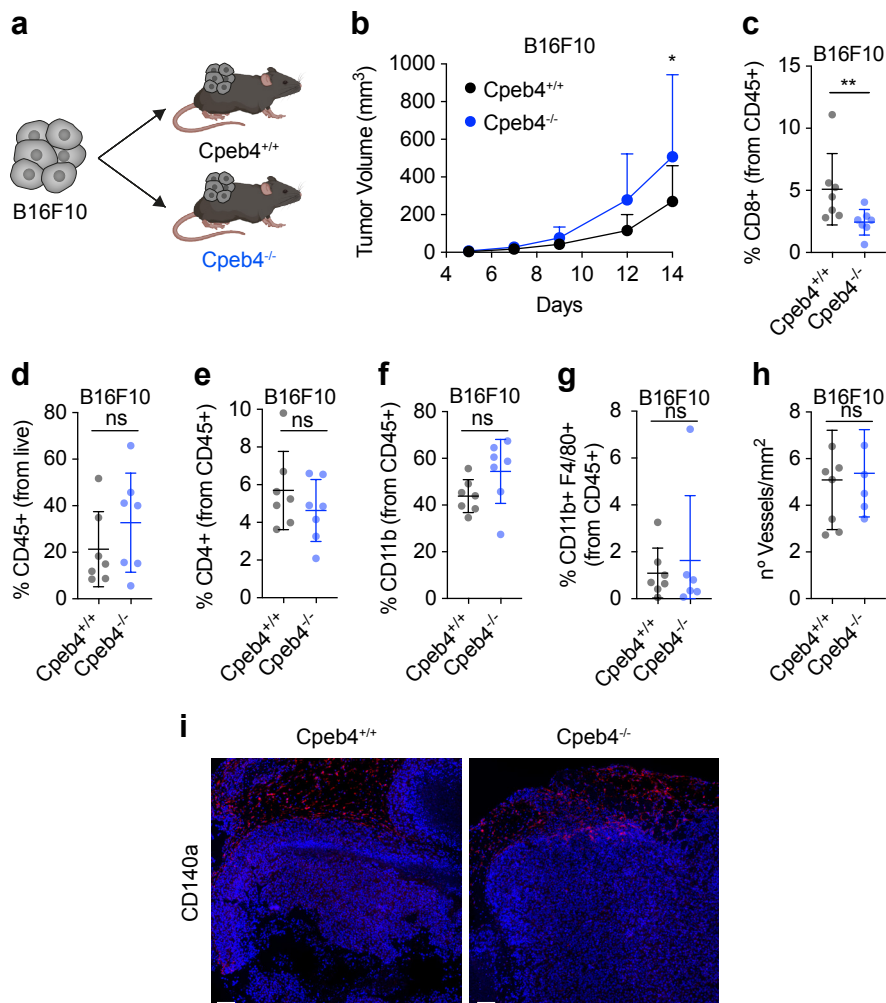 a
B16F10
Cpeb4+/+
Cpeb4-/-
b
B16F10
Tumor Volume (mm3)
1000
800
600
400
200
0
Cpeb4+/+
Cpeb4-/-
*
4
6
8
10
12
14
Days
c
B16F10
% CD8+ (from CD45+)
15
10
5
0
**
Cpeb4+/+
Cpeb4-/-
d
B16F10
ns
% CD45+ (from live)
80
60
40
20
0
Cpeb4+/+
Cpeb4-/-
e
B16F10
ns
% CD4+ (from CD45+)
10
8
6
4
2
0
Cpeb4+/+
Cpeb4-/-
f
B16F10
ns
% CD11b (from CD45+)
80
60
40
20
0
Cpeb4+/+
Cpeb4-/-
g
B16F10
ns
% CD11b+ F4/80+
(from CD45+)
8
6
4
2
0
Cpeb4+/+
Cpeb4-/-
h
B16F10
ns
nº Vessels/mm2
8
6
4
2
0
Cpeb4+/+
Cpeb4-/-
i
Cpeb4+/+
Cpeb4-/-
CD140a